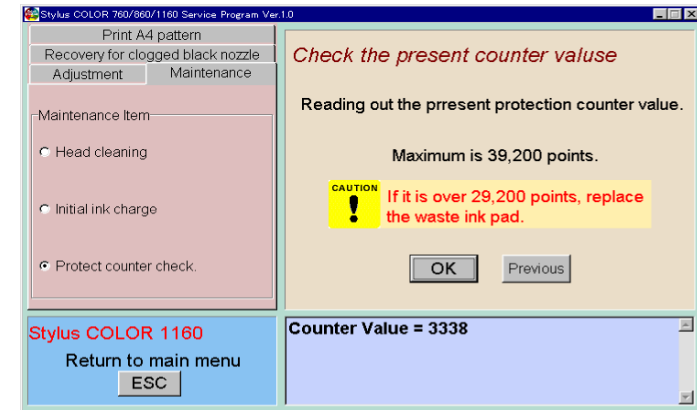 Stylus COLOR 760/860/1160 Service Program Ver.1.0
Print A4 pattern
Recovery for clogged black nozzle
Adjustment
Maintenance
Maintenance Item
Head cleaning
Initial ink charge
Protect counter check.
Check the present counter valuse
Reading out the prresent protection counter value.
Maximum is 39,200 points.
CAUTION
!
If it is over 29,200 points, replace
the waste ink pad.
OK
Previous
Stylus COLOR 1160
Return to main menu
ESC
Counter Value = 3338